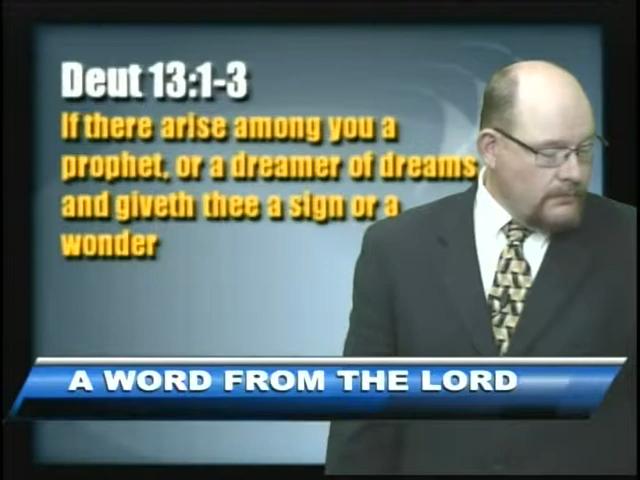 Deut 13:1-3
If there arise among you a
prophet, or a dreamer of dreams
and giveth thee a sign or a
wonder
A WORD FROM THE LORD